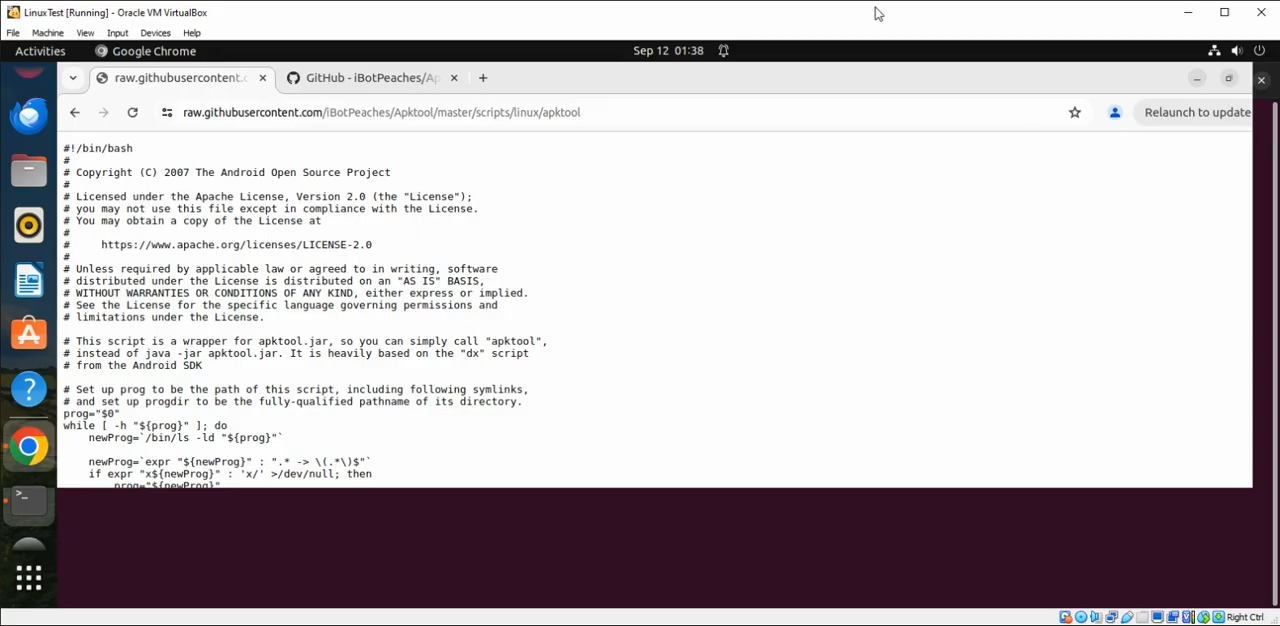 LinuxTest [Running] - Oracle VM VirtualBox
File Machine View Input Devices Help
Activities Google Chrome Sep 12 01:38
raw.githubusercontent.c GitHub - iBotPeaches/Ap
raw.githubusercontent.com/iBotPeaches/Apktool/master/scripts/linux/apktool Relaunch to update
#!/bin/bash
#
# Copyright (C) 2007 The Android Open Source Project
#
# Licensed under the Apache License, Version 2.0 (the "License");
# you may not use this file except in compliance with the License.
# You may obtain a copy of the License at
#
#     https://www.apache.org/licenses/LICENSE-2.0
#
# Unless required by applicable law or agreed to in writing, software
# distributed under the License is distributed on an "AS IS" BASIS,
# WITHOUT WARRANTIES OR CONDITIONS OF ANY KIND, either express or implied.
# See the License for the specific language governing permissions and
# limitations under the License.
# This script is a wrapper for apktool.jar, so you can simply call "apktool",
# instead of java -jar apktool.jar. It is heavily based on the "dx" script
# from the Android SDK
# Set up prog to be the path of this script, including following symlinks,
# and set up progdir to be the fully-qualified pathname of its directory.
prog="$0"
while [ -h "${prog}" ]; do
    newProg=`/bin/ls -ld "${prog}"`
    newProg=`expr "${newProg}" : ".* -> \(.*\)$"`
    if expr "x${newProg}" : 'x/' >/dev/null; then
        prog="${newProg}"
Right Ctrl